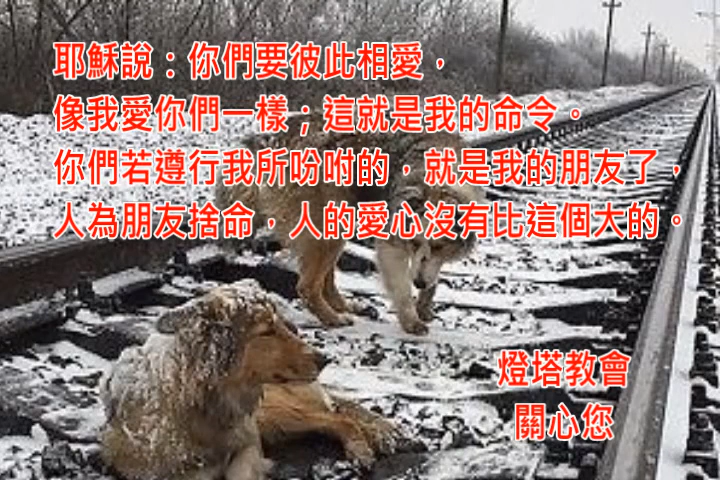 耶穌說：你們要彼此相愛，
像我愛你們一樣；這就是我的命令。
你們若遵行我所吩咐的，就是我的朋友了，
人為朋友捨命，人的愛心沒有比這個大的。
燈塔教會
關心您